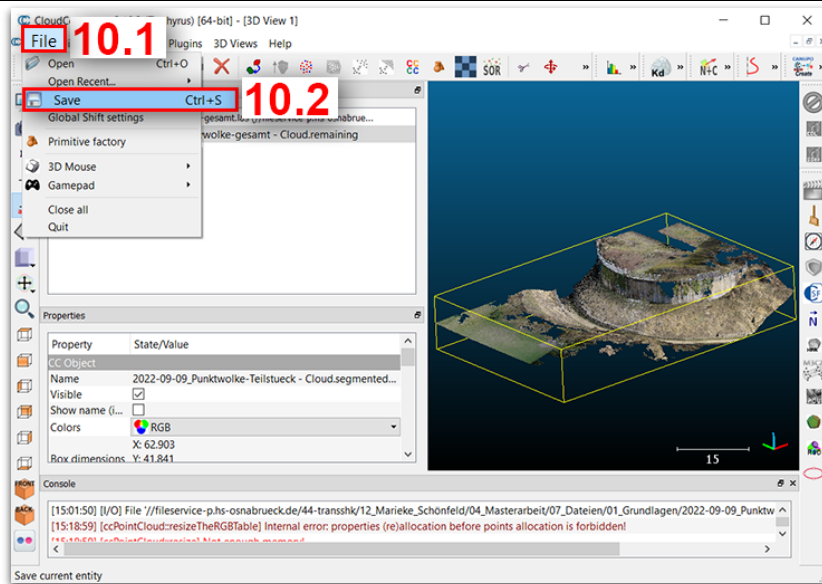 CloudC
yrus) [64-bit] - [3D View 1]
File
10.1
Plugins 3D Views Help
Open Ctrl+O
Open Recent...
Save Ctrl+S
10.2
Global Shift settings
Primitive factory
3D Mouse
Gamepad
Close all
Quit
SOR
Kd
N+C
CANUPO
Create
-gesamt.las
wolke-gesamt - Cloud.remaining
SF
N
Properties
Property State/Value
CC Object
Name 2022-09-09_Punktwolke-Teilstueck - Cloud.segmented...
Visible
Show name (i...
Colors RGB
X: 62.903
Box dimensions Y: 41.841
15
FRONT
BACK
Console
[15:01:50] [I/O] File '//fileservice-p.hs-osnabrueck.de/44-transshk/12_Marieke_Schönfeld/04_Masterarbeit/07_Dateien/01_Grundlagen/2022-09-09_Punktw
[15:18:59] [ccPointCloud::resizeTheRGBTable] Internal error: properties (re)allocation before points allocation is forbidden!
Save current entity